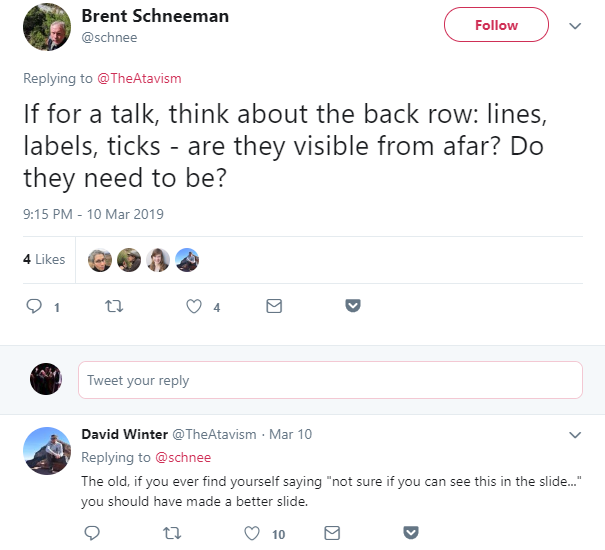 Brent Schneeman
@schnee
Follow
Replying to @TheAtavism
If for a talk, think about the back row: lines,
labels, ticks - are they visible from afar? Do
they need to be?
9:15 PM - 10 Mar 2019
4 Likes
1 4
Tweet your reply
David Winter @TheAtavism · Mar 10
Replying to @schnee
The old, if you ever find yourself saying "not sure if you can see this in the slide..."
you should have made a better slide.
10